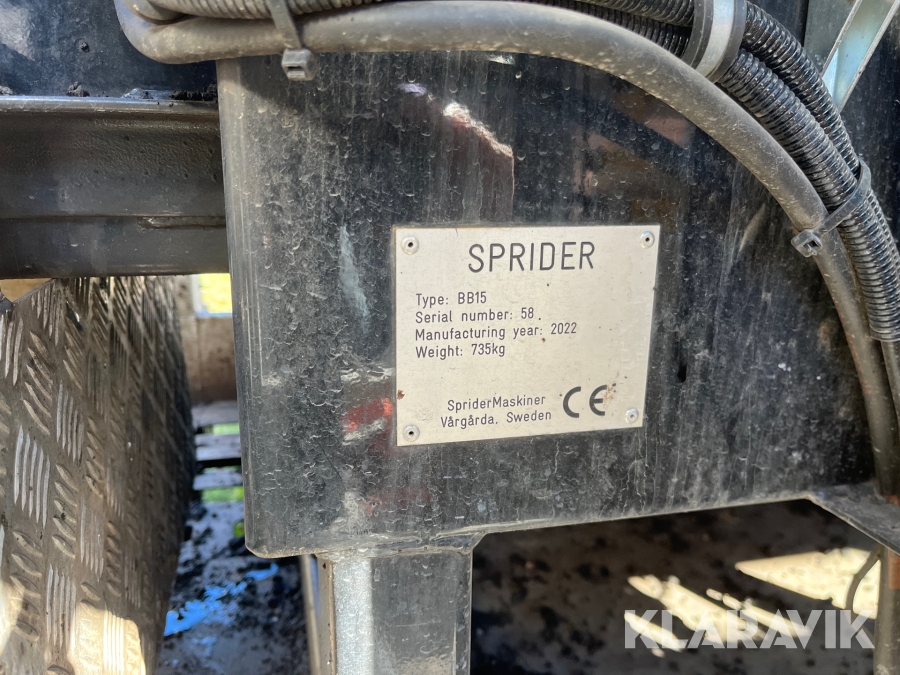 SPRIDER
Type: BB15
Serial number: 58.
Manufacturing year: 2022
Weight: 735kg
SpriderMaskiner
Vårgårda, Sweden
CE
KLARAVIK